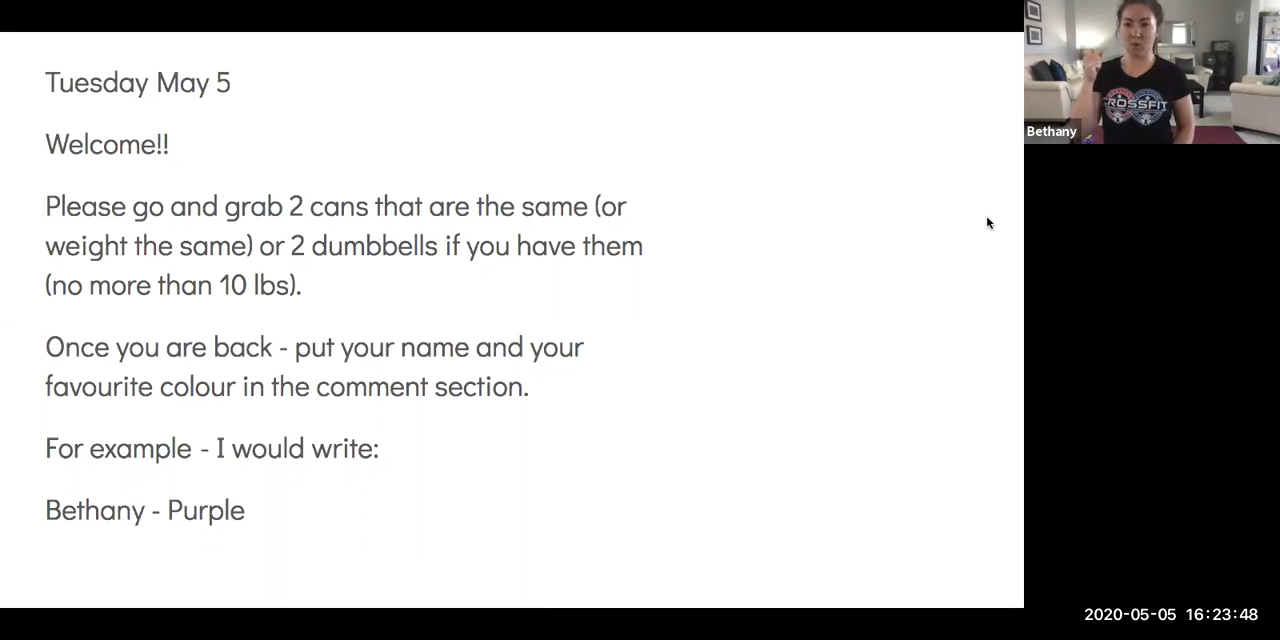 Tuesday May 5
Welcome!!
Please go and grab 2 cans that are the same (or
weight the same) or 2 dumbbells if you have them
(no more than 10 lbs).
Once you are back - put your name and your
favourite colour in the comment section.
For example - I would write:
Bethany - Purple
CROSSFIT
Bethany
2020-05-05 16:23:48